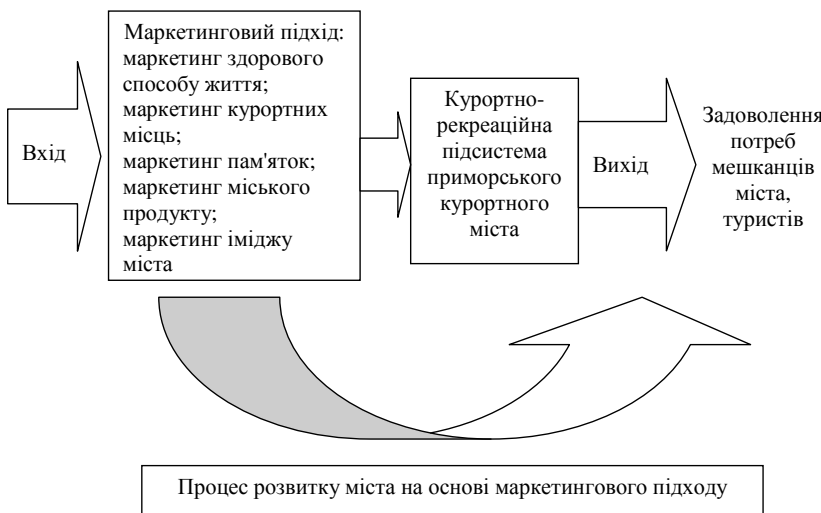 Вхід
Маркетинговий підхід:
маркетинг здорового
способу життя;
маркетинг курортних
місць;
маркетинг пам'яток;
маркетинг міського
продукту;
маркетинг іміджу
міста
Курортно-
рекреаційна
підсистема
приморського
курортного
міста
Вихід
Задоволення
потреб
мешканців
міста,
туристів
Процес розвитку міста на основі маркетингового підходу